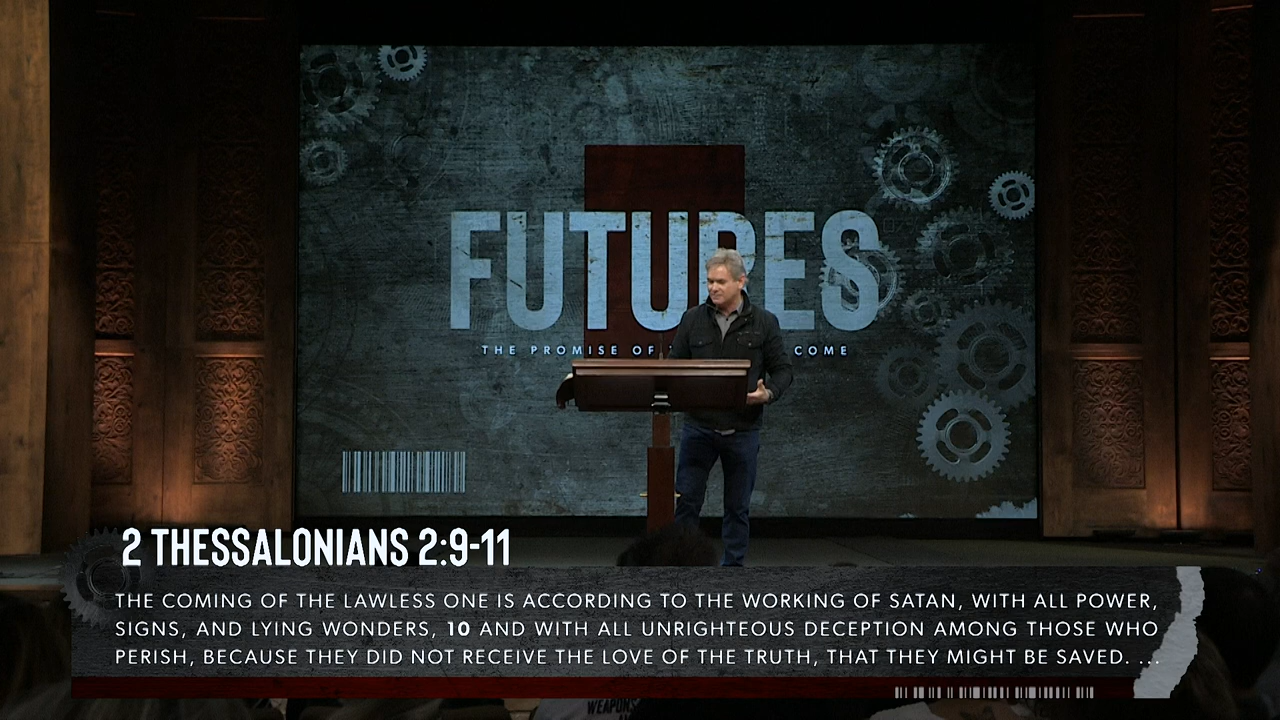 FUTURES
THE PROMISE OF COME
2 THESSALONIANS 2:9-11
THE COMING OF THE LAWLESS ONE IS ACCORDING TO THE WORKING OF SATAN, WITH ALL POWER,
SIGNS, AND LYING WONDERS, 10 AND WITH ALL UNRIGHTEOUS DECEPTION AMONG THOSE WHO
PERISH, BECAUSE THEY DID NOT RECEIVE THE LOVE OF THE TRUTH, THAT THEY MIGHT BE SAVED. ...
WEAPONS